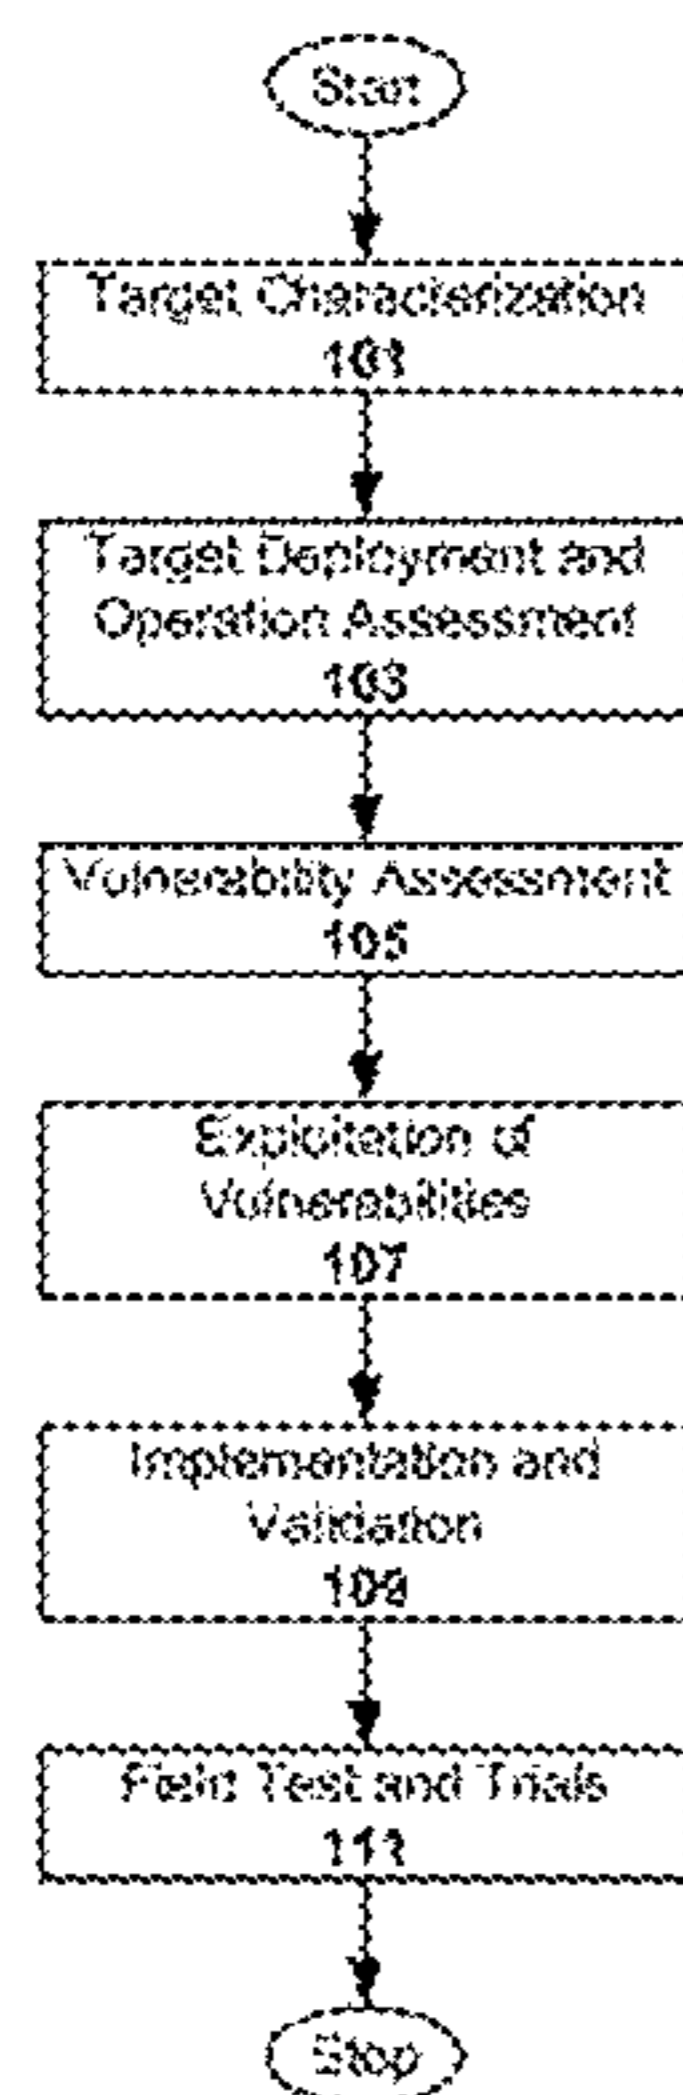 Start
Target Characterization
101
Target Deployment and
Operation Assessment
103
Vulnerability Assessment
105
Exploitation of
Vulnerabilities
107
Implementation and
Validation
109
Field Test and Trials
111
Stop